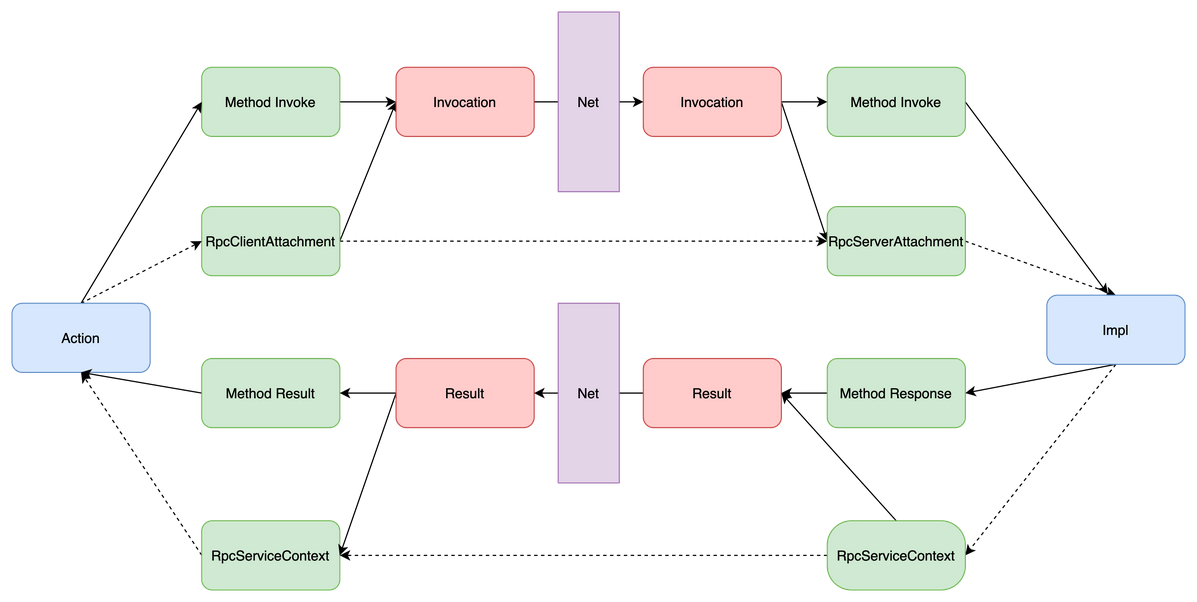 Method Invoke
Invocation
Net
Invocation
Method Invoke
RpcClientAttachment
RpcServerAttachment
Action
Impl
Method Result
Result
Net
Result
Method Response
RpcServiceContext
RpcServiceContext